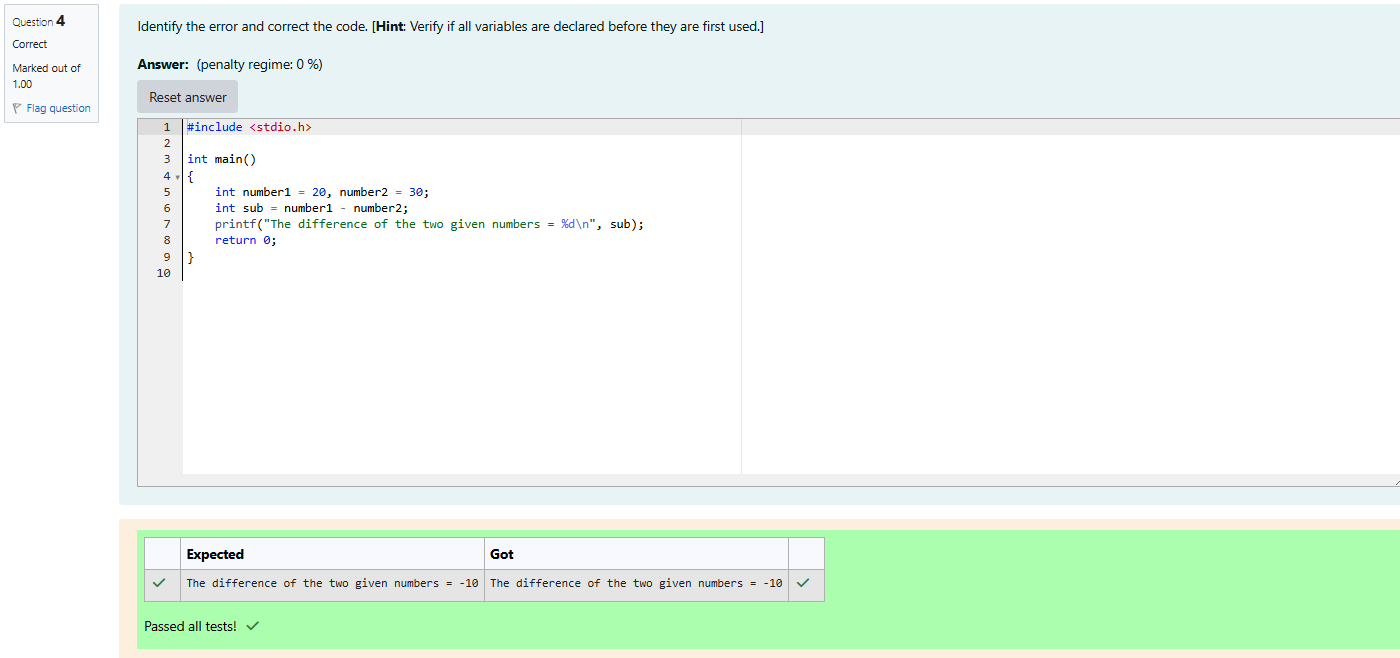 Question 4
Correct
Marked out of
1.00
Flag question
Identify the error and correct the code. [Hint: Verify if all variables are declared before they are first used.]
Answer: (penalty regime: 0 %)
Reset answer
1 #include <stdio.h>
2
3 int main()
4 {
5     int number1 = 20, number2 = 30;
6     int sub = number1 - number2;
7     printf("The difference of the two given numbers = %d\n", sub);
8     return 0;
9 }
10
Expected Got
The difference of the two given numbers = -10 The difference of the two given numbers = -10
Passed all tests!